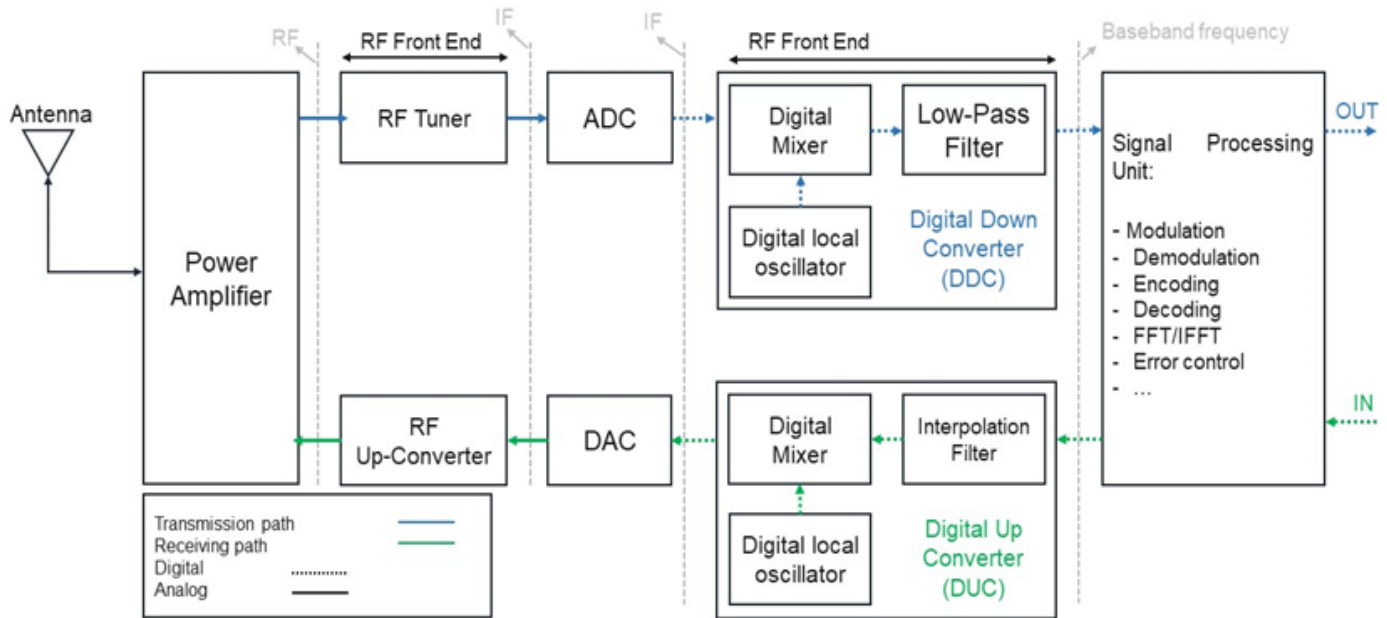 RF
RF Front End
IF
IF
RF Front End
Baseband frequency
Antenna
Power
Amplifier
RF Tuner
ADC
Digital
Mixer
Low-Pass
Filter
Digital local
oscillator
Digital Down
Converter
(DDC)
Signal Processing
Unit:
- Modulation
- Demodulation
- Encoding
- Decoding
- FFT/IFFT
- Error control
- ...
OUT
IN
RF
Up-Converter
DAC
Digital
Mixer
Interpolation
Filter
Digital local
oscillator
Digital Up
Converter
(DUC)
Transmission path
Receiving path
Digital
Analog